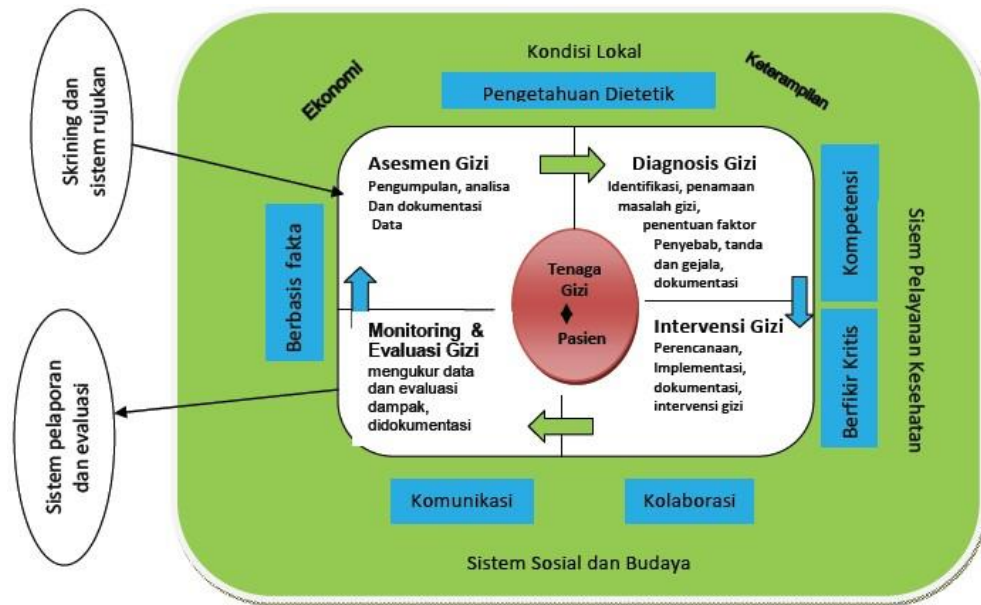 Skrining dan
sistem rujukan
Ekonomi
Kondisi Lokal
Keterampilan
Pengetahuan Dietetik
Asesmen Gizi
Pengumpulan, analisa
Dan dokumentasi
Data
Diagnosis Gizi
Identifikasi, penamaan
masalah gizi,
penentuan faktor
Penyebab, tanda
dan gejala,
dokumentasi
Tenaga
Gizi
Pasien
Berbasis fakta
Kompetensi
Sisem Pelayanan Kesehatan
Monitoring &
Evaluasi Gizi
mengukur data
dan evaluasi
dampak,
didokumentasi
Intervensi Gizi
Perencanaan,
Implementasi,
dokumentasi,
intervensi gizi
Berfikir Kritis
Sistem pelaporan
dan evaluasi
Komunikasi
Kolaborasi
Sistem Sosial dan Budaya